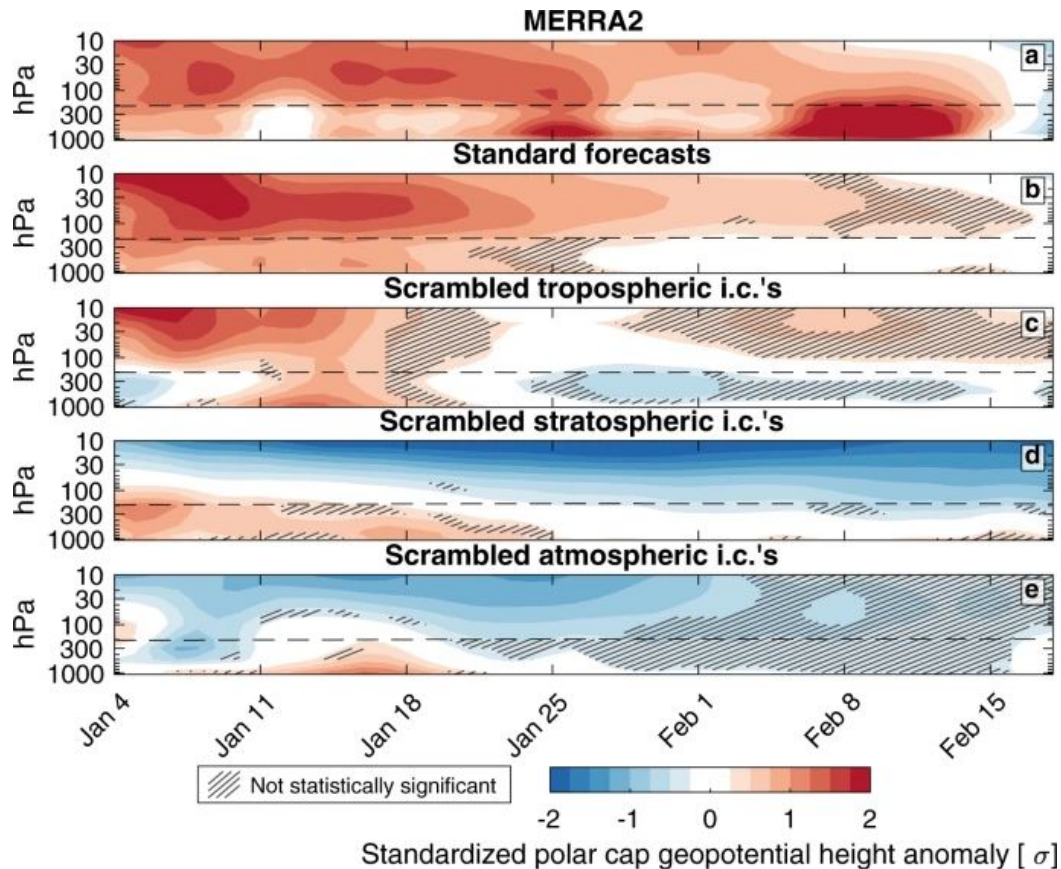 MERRA2
10
30
100
300
1000
hPa
a
Standard forecasts
10
30
100
300
1000
hPa
b
Scrambled tropospheric i.c.'s
10
30
100
300
1000
hPa
c
Scrambled stratospheric i.c.'s
10
30
100
300
1000
hPa
d
Scrambled atmospheric i.c.'s
10
30
100
300
1000
hPa
e
Jan 4 Jan 11 Jan 18 Jan 25 Feb 1 Feb 8 Feb 15
Not statistically significant
-2 -1 0 1 2
Standardized polar cap geopotential height anomaly [ σ]